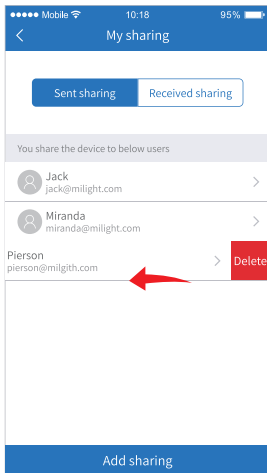 Mobile 10:18 95%
My sharing
Sent sharing Received sharing
You share the device to below users
Jack
jack@milight.com
Miranda
miranda@milight.com
Pierson
pierson@milgith.com
Delete
Add sharing